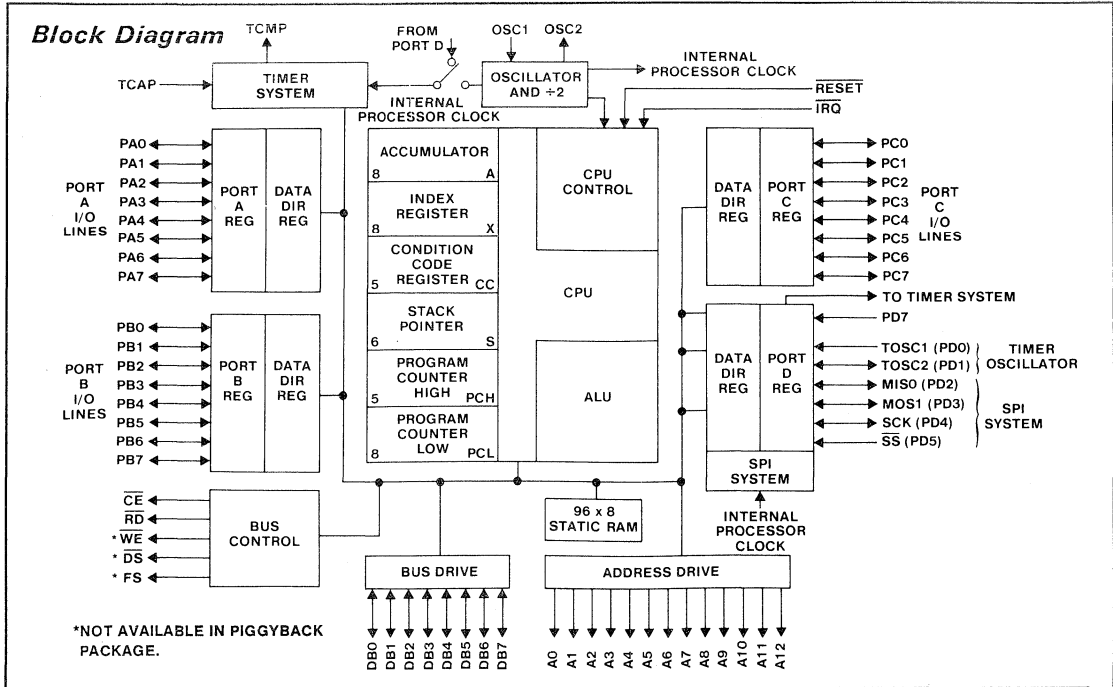 Block Diagram
TCMP
FROM
PORT D
OSC1
OSC2
TCAP
TIMER
SYSTEM
OSCILLATOR
AND ÷2
INTERNAL
PROCESSOR CLOCK
INTERNAL
PROCESSOR CLOCK
RESET
IRQ
PORT
A
I/O
LINES
PA0
PA1
PA2
PA3
PA4
PA5
PA6
PA7
PORT
A
REG
DATA
DIR
REG
PORT
B
I/O
LINES
PB0
PB1
PB2
PB3
PB4
PB5
PB6
PB7
PORT
B
REG
DATA
DIR
REG
ACCUMULATOR
8 A
INDEX
REGISTER
8 X
CONDITION
CODE
REGISTER
5 CC
STACK
POINTER
6 S
PROGRAM
COUNTER
HIGH
5 PCH
PROGRAM
COUNTER
LOW
8 PCL
CPU
CONTROL
CPU
ALU
DATA
DIR
REG
PORT
C
REG
PC0
PC1
PC2
PC3
PC4
PC5
PC6
PC7
PORT
C
I/O
LINES
DATA
DIR
REG
PORT
D
REG
SPI
SYSTEM
TO TIMER SYSTEM
PD7
TOSC1 (PD0)
TOSC2 (PD1)
TIMER
OSCILLATOR
MIS0 (PD2)
MOS1 (PD3)
SCK (PD4)
SS (PD5)
SPI
SYSTEM
INTERNAL
PROCESSOR
CLOCK
CE
RD
* WE
* DS
* FS
BUS
CONTROL
96 x 8
STATIC RAM
BUS DRIVE
ADDRESS DRIVE
DB0
DB1
DB2
DB3
DB4
DB5
DB6
DB7
A0
A1
A2
A3
A4
A5
A6
A7
A8
A9
A10
A11
A12
*NOT AVAILABLE IN PIGGYBACK
PACKAGE.